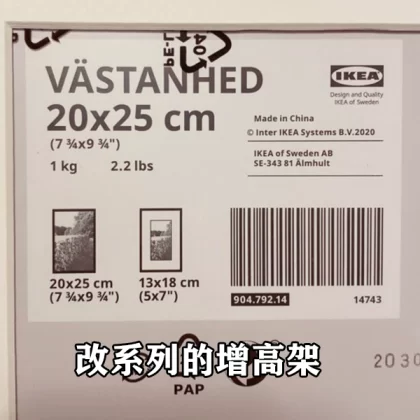 VÄSTANHED
20x25 cm
(7 ¾x9 ¾")
1 kg 2.2 lbs
IKEA
Design and Quality
IKEA of Sweden
Made in China
© Inter IKEA Systems B.V.2020
IKEA of Sweden AB
SE-343 81 Älmhult
20x25 cm
(7 ¾x9 ¾")
13x18 cm
(5x7")
904.792.14
14743
改系列的增高架
PAP
2030